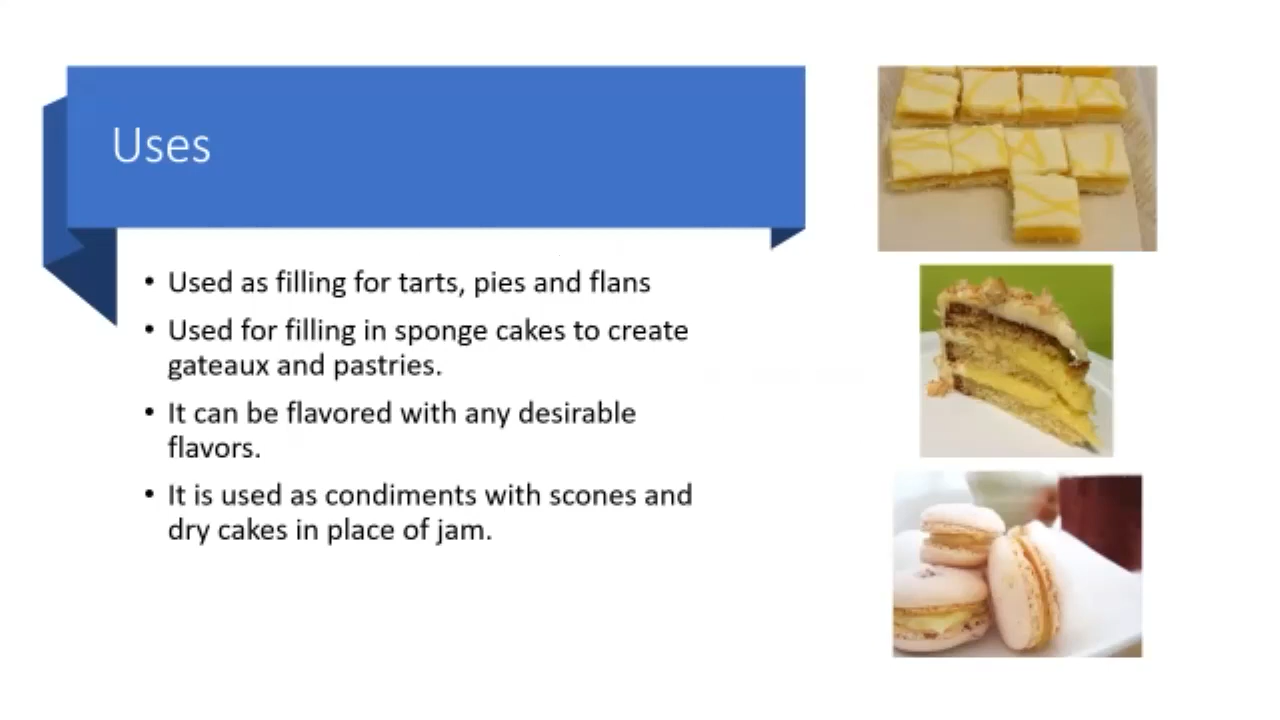 Uses
• Used as filling for tarts, pies and flans
• Used for filling in sponge cakes to create
gateaux and pastries.
• It can be flavored with any desirable
flavors.
• It is used as condiments with scones and
dry cakes in place of jam.